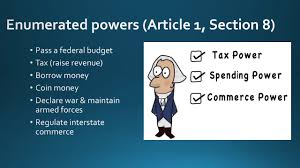 Enumerated powers (Article 1, Section 8)
Pass a federal budget
Tax (raise revenue)
Borrow money
Coin money
Declare war & maintain
armed forces
Regulate interstate
commerce
Tax Power
Spending Power
Commerce Power